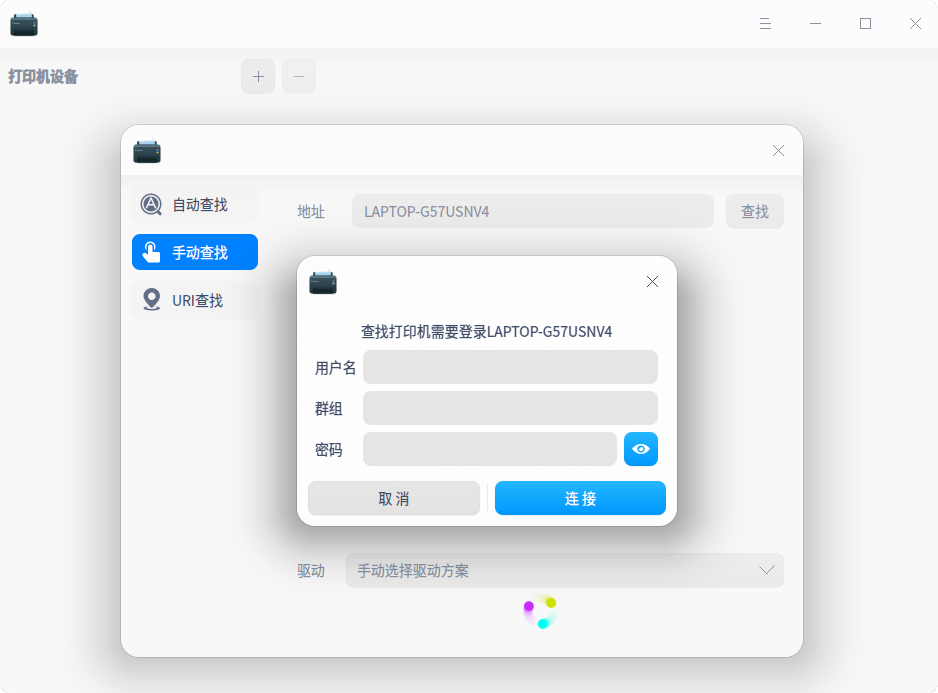 打印机设备
自动查找
手动查找
URI查找
地址
LAPTOP-G57USNV4
查找
查找打印机需要登录LAPTOP-G57USNV4
用户名
群组
密码
取 消
连 接
驱动
手动选择驱动方案